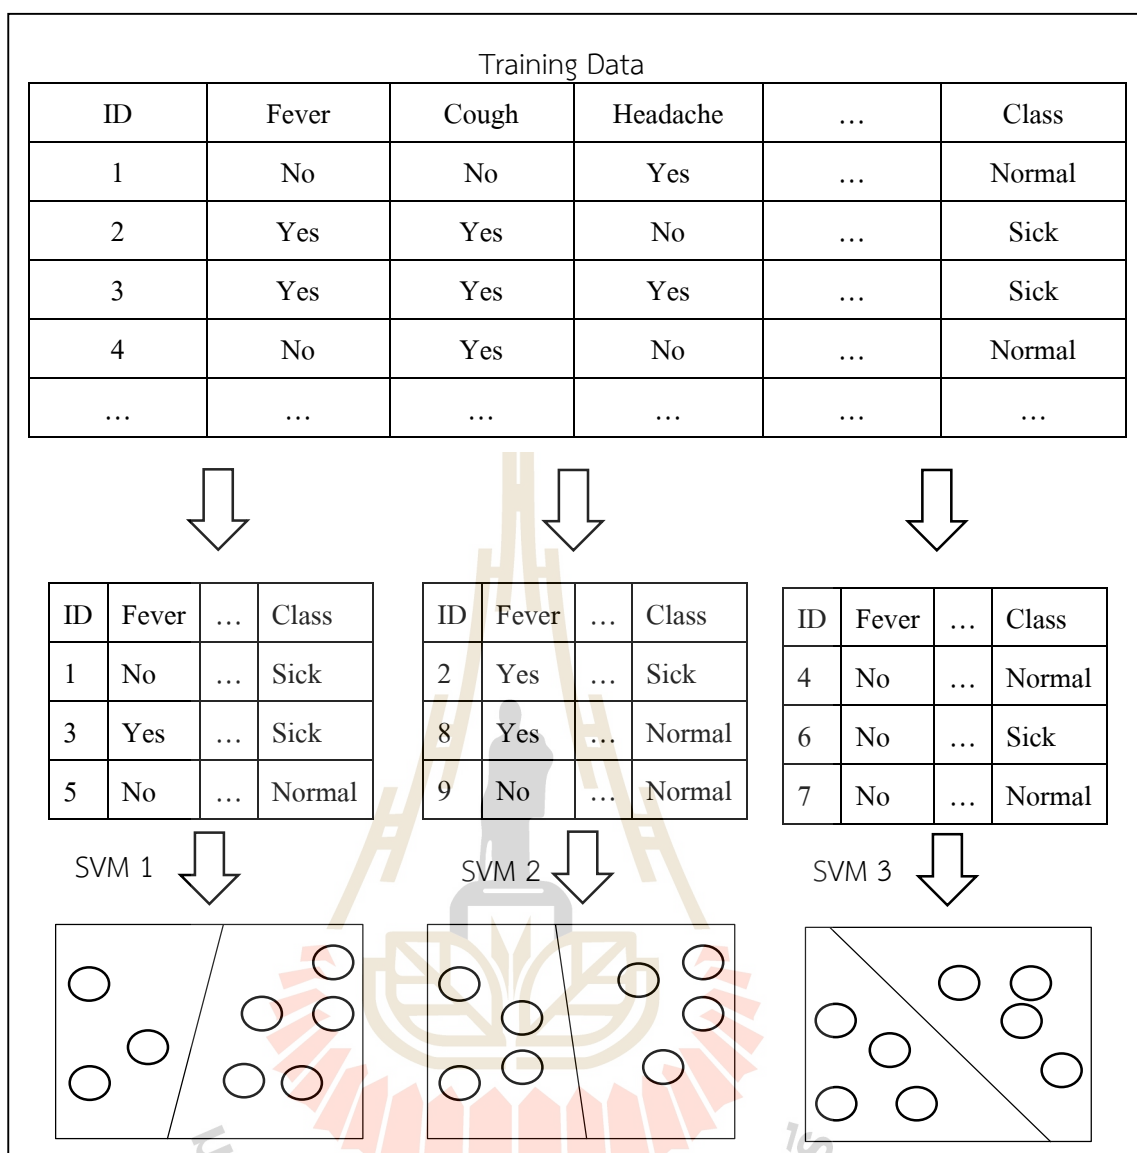 Training Data
ID Fever Cough Headache … Class
1 No No Yes … Normal
2 Yes Yes No … Sick
3 Yes Yes Yes … Sick
4 No Yes No … Normal
… … … … … …
ID Fever … Class
1 No … Sick
3 Yes … Sick
5 No … Normal
ID Fever … Class
2 Yes … Sick
8 Yes … Normal
9 No … Normal
ID Fever … Class
4 No … Normal
6 No … Sick
7 No … Normal
SVM 1
SVM 2
SVM 3